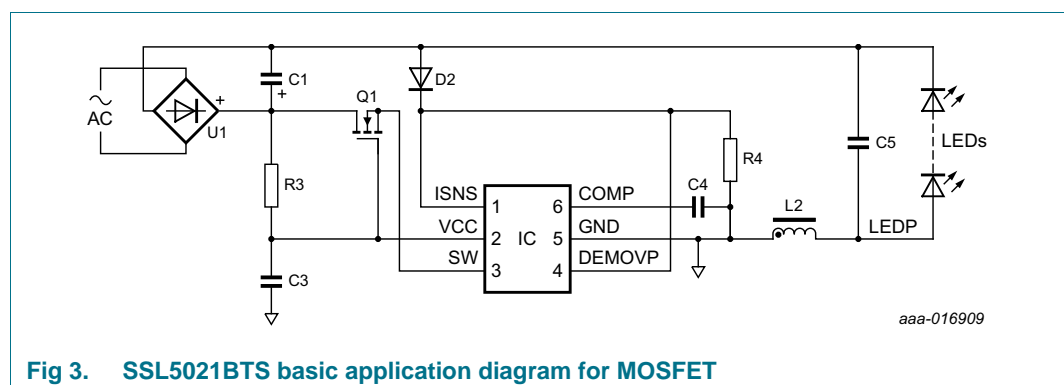 C1
+
D2
Q1
+
AC
U1
C5
LEDs
R4
R3
C4
ISNS
COMP
1
6
L2
VCC
GND
LEDP
2
IC
5
SW
DEMOVP
3
4
C3
aaa-016909
Fig 3. SSL5021BTS basic application diagram for MOSFET